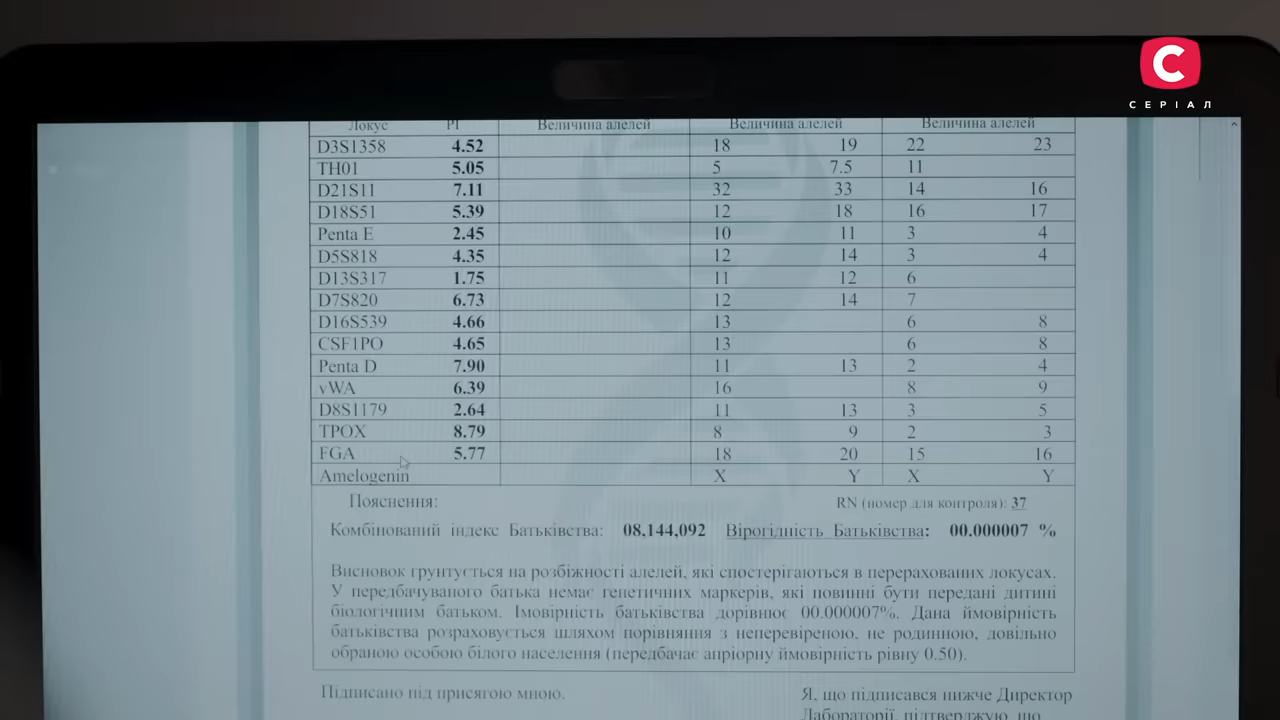 С
СЕРІАЛ
Локус PI Величина алелей Величина алелей Величина алелей
D3S1358 4.52 18 19 22 23
TH01 5.05 5 7.5 11
D21S11 7.11 32 33 14 16
D18S51 5.39 12 18 16 17
Penta E 2.45 10 11 3 4
D5S818 4.35 12 14 3 4
D13S317 1.75 11 12 6
D7S820 6.73 12 14 7
D16S539 4.66 13 6 8
CSF1PO 4.65 13 6 8
Penta D 7.90 11 13 2 4
vWA 6.39 16 8 9
D8S1179 2.64 11 13 3 5
TPOX 8.79 8 9 2 3
FGA 5.77 18 20 15 16
Amelogenin X Y X Y
Пояснення: RN (номер для контроля): 37
Комбінований індекс Батьківства: 08,144,092 Вірогідність Батьківства: 00.000007 %
Висновок грунтується на розбіжності алелей, які спостерігаються в перерахованих локусах.
У передбачуваного батька немає генетичних маркерів, які повинні бути передані дитині
біологічним батьком. Імовірність батьківства дорівнює 00.000007%. Дана ймовірність
батьківства розраховується шляхом порівняння з неперевіреною, не родинною, довільно
обраною особою білого населення (передбачає апріорну ймовірність рівну 0.50).
Підписано під присягою мною. Я, що підписався нижче Директор
Лабораторії, підтверджую, що